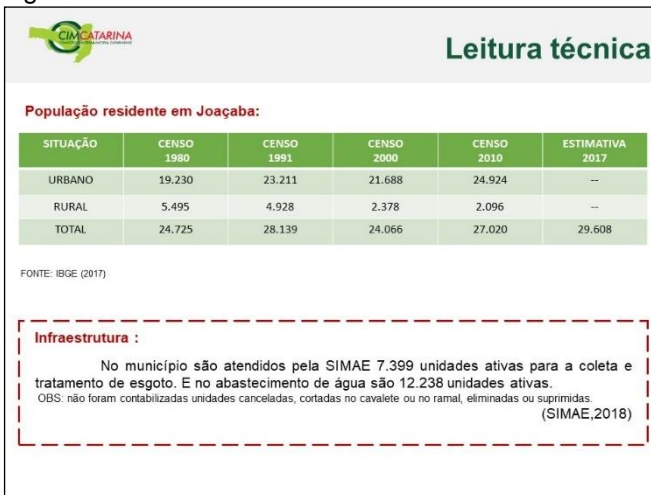 CIMCATARINA
Leitura técnica
População residente em Joaçaba:
SITUAÇÃO CENSO 1980 CENSO 1991 CENSO 2000 CENSO 2010 ESTIMATIVA 2017
URBANO 19.230 23.211 21.688 24.924 --
RURAL 5.495 4.928 2.378 2.096 --
TOTAL 24.725 28.139 24.066 27.020 29.608
FONTE: IBGE (2017)
Infraestrutura :
No município são atendidos pela SIMAE 7.399 unidades ativas para a coleta e
tratamento de esgoto. E no abastecimento de água são 12.238 unidades ativas.
OBS: não foram contabilizadas unidades canceladas, cortadas no cavalete ou no ramal, eliminadas ou suprimidas.
(SIMAE,2018)